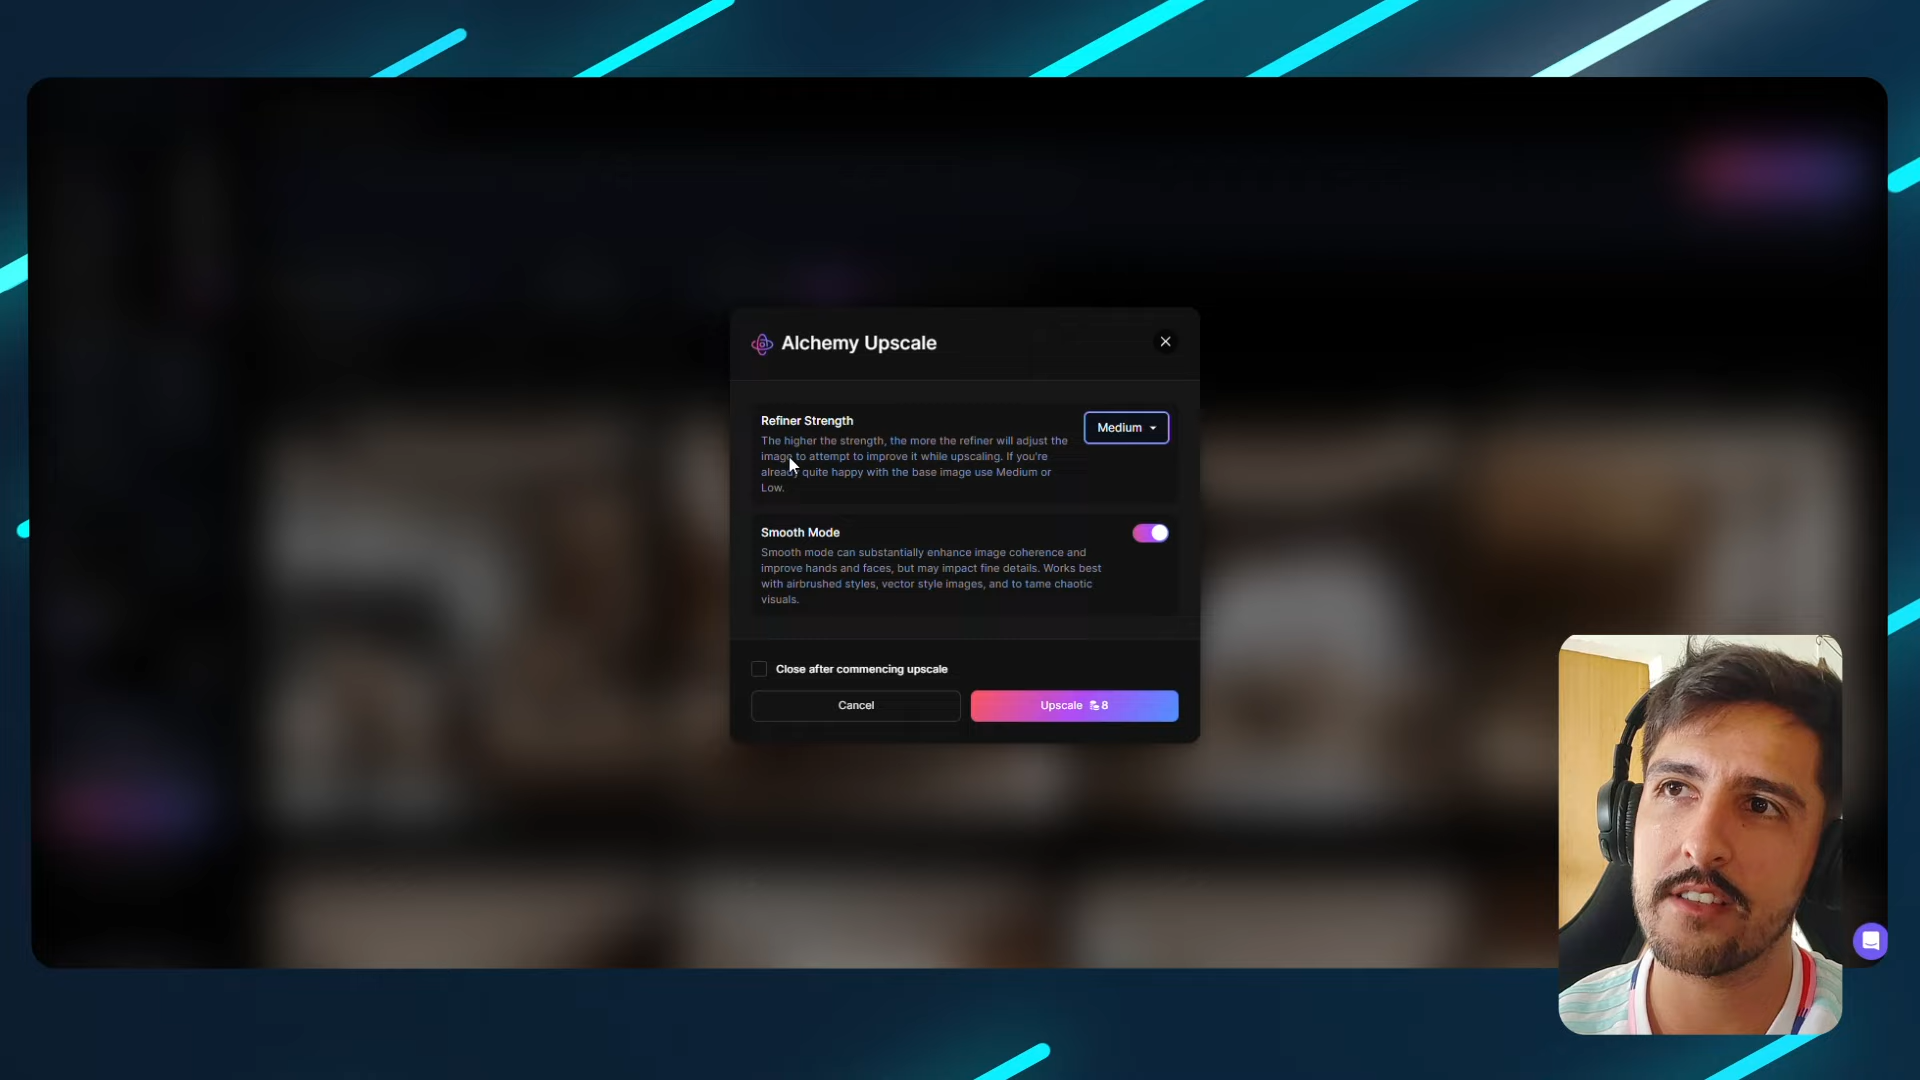 Alchemy Upscale
Refiner Strength
Medium
The higher the strength, the more the refiner will adjust the
image to attempt to improve it while upscaling. If you're
already quite happy with the base image use Medium or
Low.
Smooth Mode
Smooth mode can substantially enhance image coherence and
improve hands and faces, but may impact fine details. Works best
with airbrushed styles, vector style images, and to tame chaotic
visuals.
Close after commencing upscale
Cancel
Upscale 8